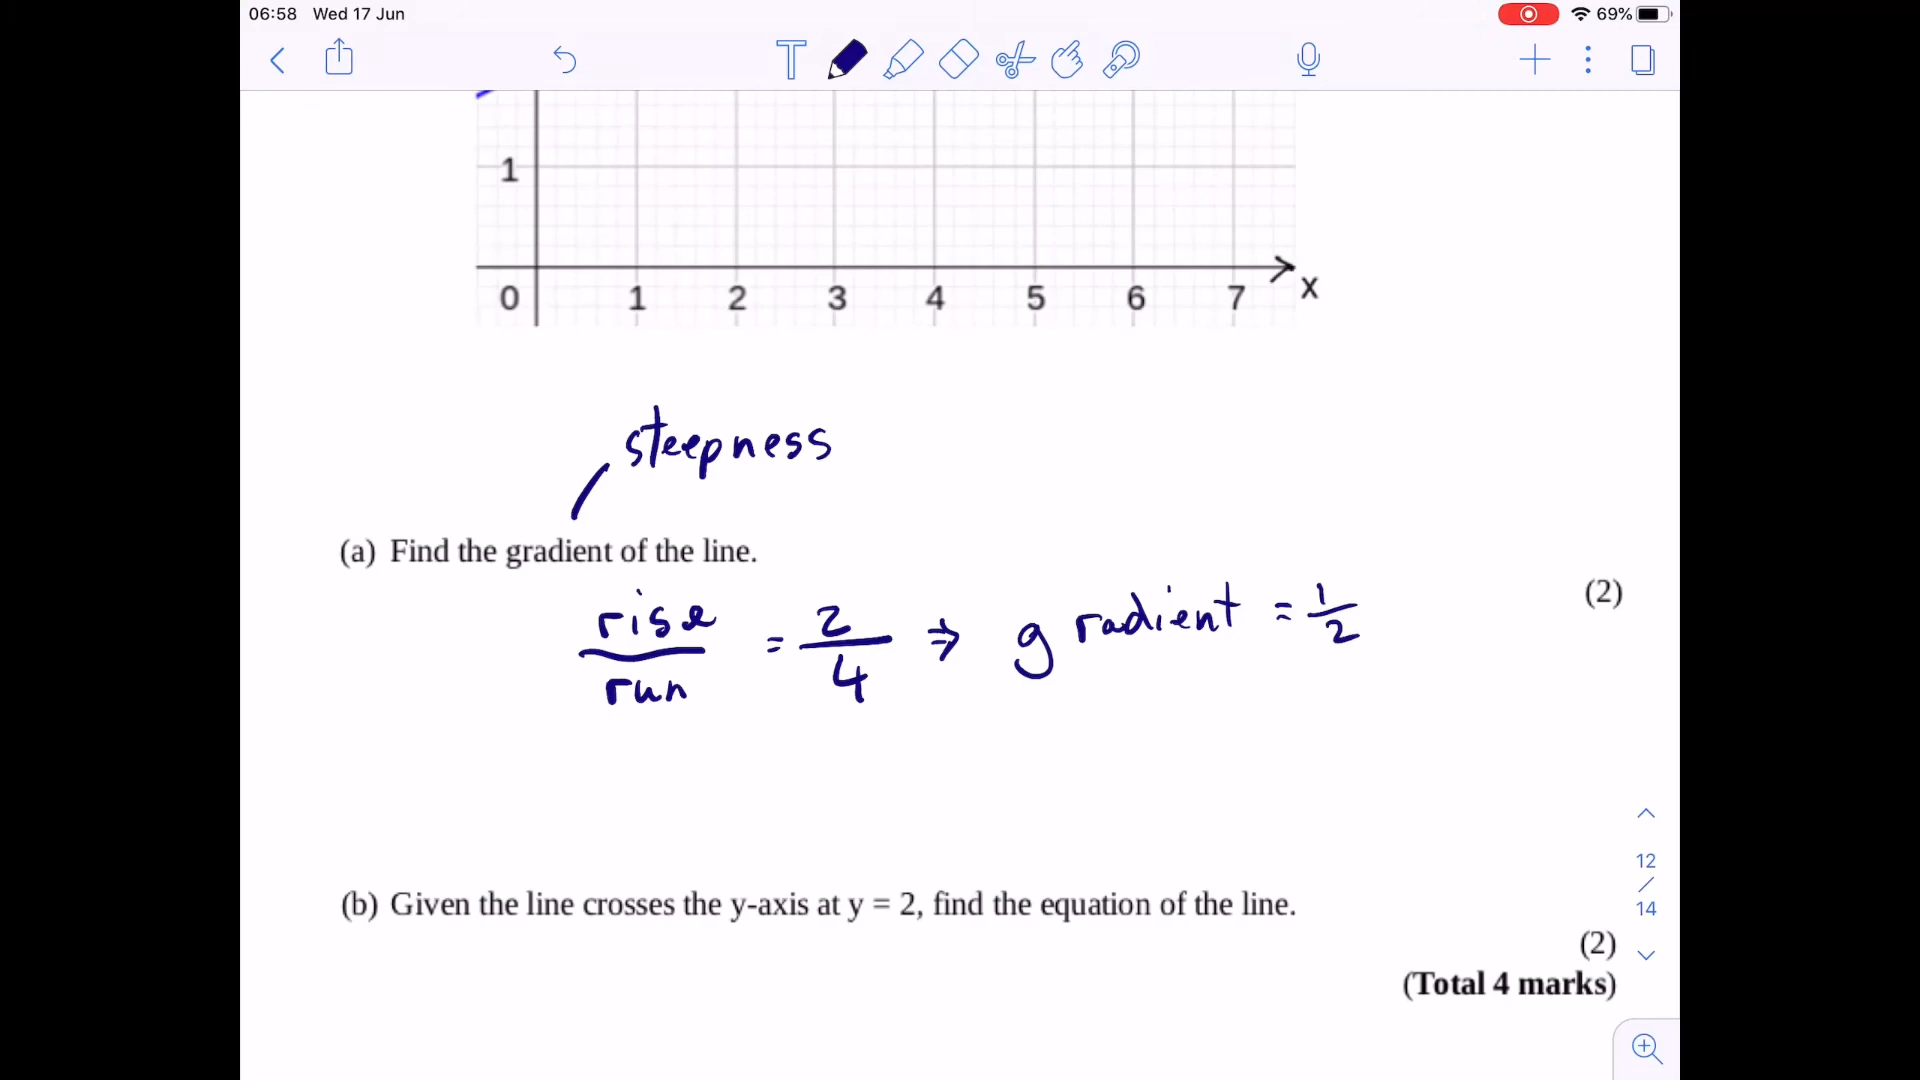 06:58 Wed 17 Jun 69%
T
1
0 1 2 3 4 5 6 7 x
steepness
(a) Find the gradient of the line.
(2)
rise/run = 2/4 ⇒ gradient = 1/2
12
/
14
(b) Given the line crosses the y-axis at y = 2, find the equation of the line.
(2)
(Total 4 marks)